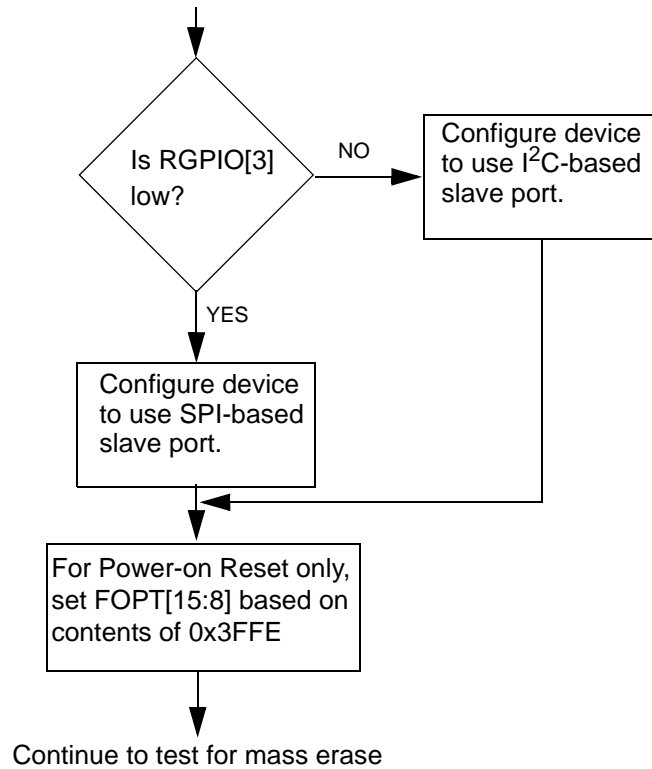 Is RGPIO[3]
low?
NO
Configure device
to use I²C-based
slave port.
YES
Configure device
to use SPI-based
slave port.
For Power-on Reset only,
set FOPT[15:8] based on
contents of 0x3FFE
Continue to test for mass erase